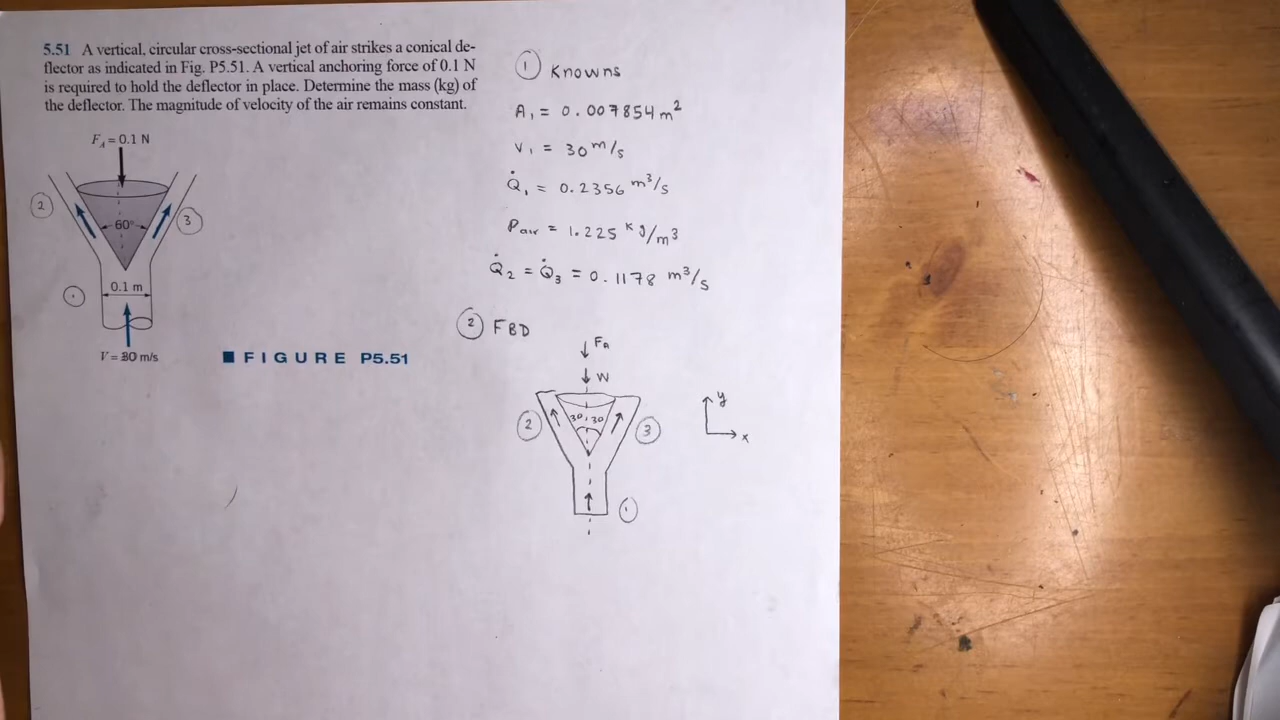 5.51 A vertical, circular cross-sectional jet of air strikes a conical de-
flector as indicated in Fig. P5.51. A vertical anchoring force of 0.1 N
is required to hold the deflector in place. Determine the mass (kg) of
the deflector. The magnitude of velocity of the air remains constant.
F_A = 0.1 N
2
3
60°
1
0.1 m
V = 30 m/s
■ FIGURE P5.51
① Knowns
A₁ = 0.007854 m²
V₁ = 30 m/s
Q̇₁ = 0.2356 m³/s
ρair = 1.225 kg/m³
Q̇₂ = Q̇₃ = 0.1178 m³/s
② FBD
FA
W
30 30
②
③
①
y
x